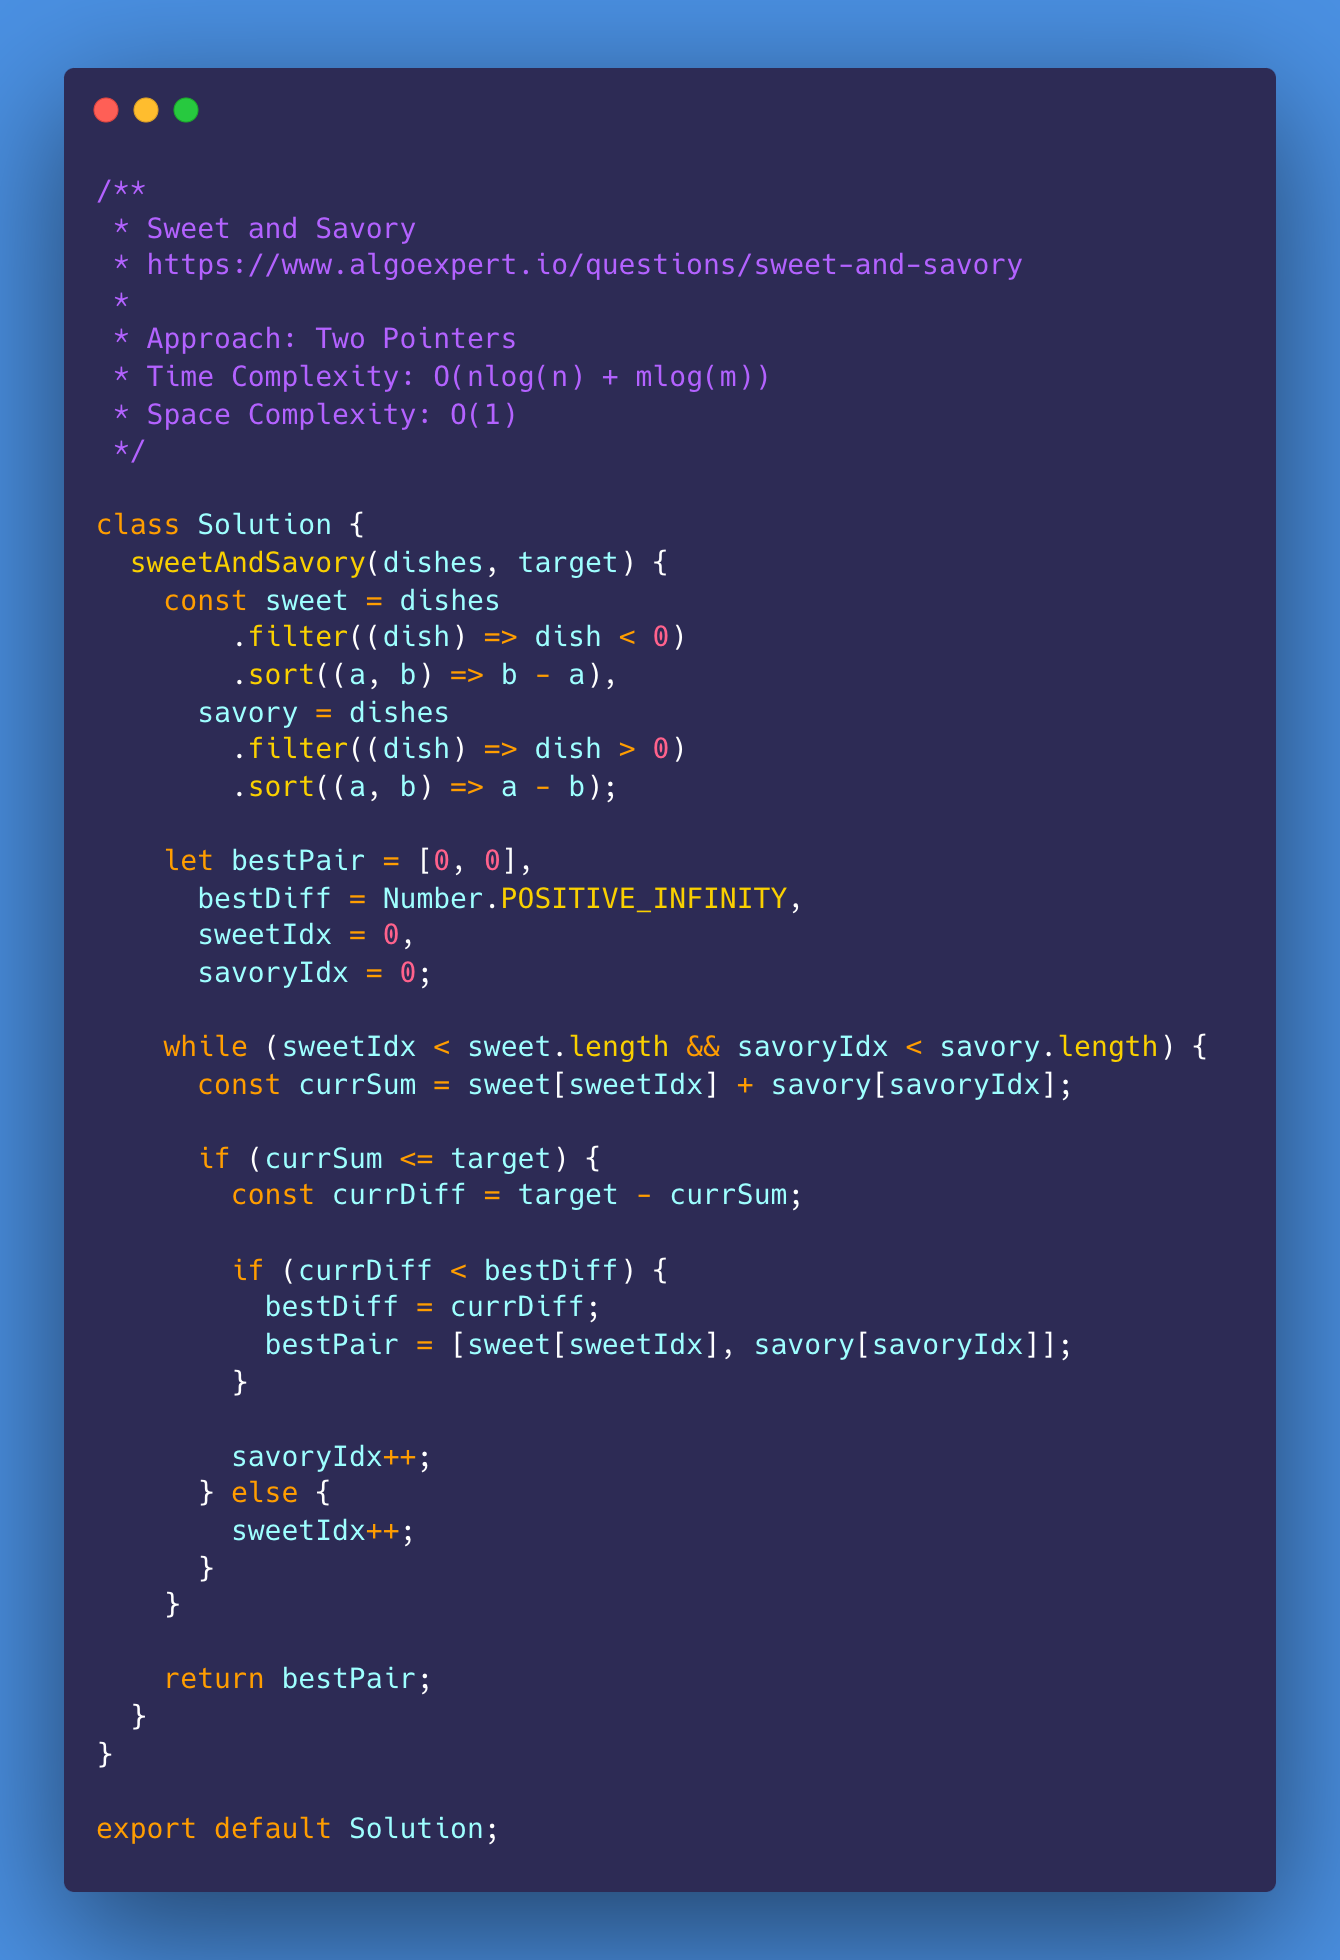 /**
 * Sweet and Savory
 * https://www.algoexpert.io/questions/sweet-and-savory
 *
 * Approach: Two Pointers
 * Time Complexity: O(nlog(n) + mlog(m))
 * Space Complexity: O(1)
 */

class Solution {
  sweetAndSavory(dishes, target) {
    const sweet = dishes
        .filter((dish) => dish < 0)
        .sort((a, b) => b - a),
      savory = dishes
        .filter((dish) => dish > 0)
        .sort((a, b) => a - b);

    let bestPair = [0, 0],
      bestDiff = Number.POSITIVE_INFINITY,
      sweetIdx = 0,
      savoryIdx = 0;

    while (sweetIdx < sweet.length && savoryIdx < savory.length) {
      const currSum = sweet[sweetIdx] + savory[savoryIdx];

      if (currSum <= target) {
        const currDiff = target - currSum;

        if (currDiff < bestDiff) {
          bestDiff = currDiff;
          bestPair = [sweet[sweetIdx], savory[savoryIdx]];
        }

        savoryIdx++;
      } else {
        sweetIdx++;
      }
    }

    return bestPair;
  }
}

export default Solution;